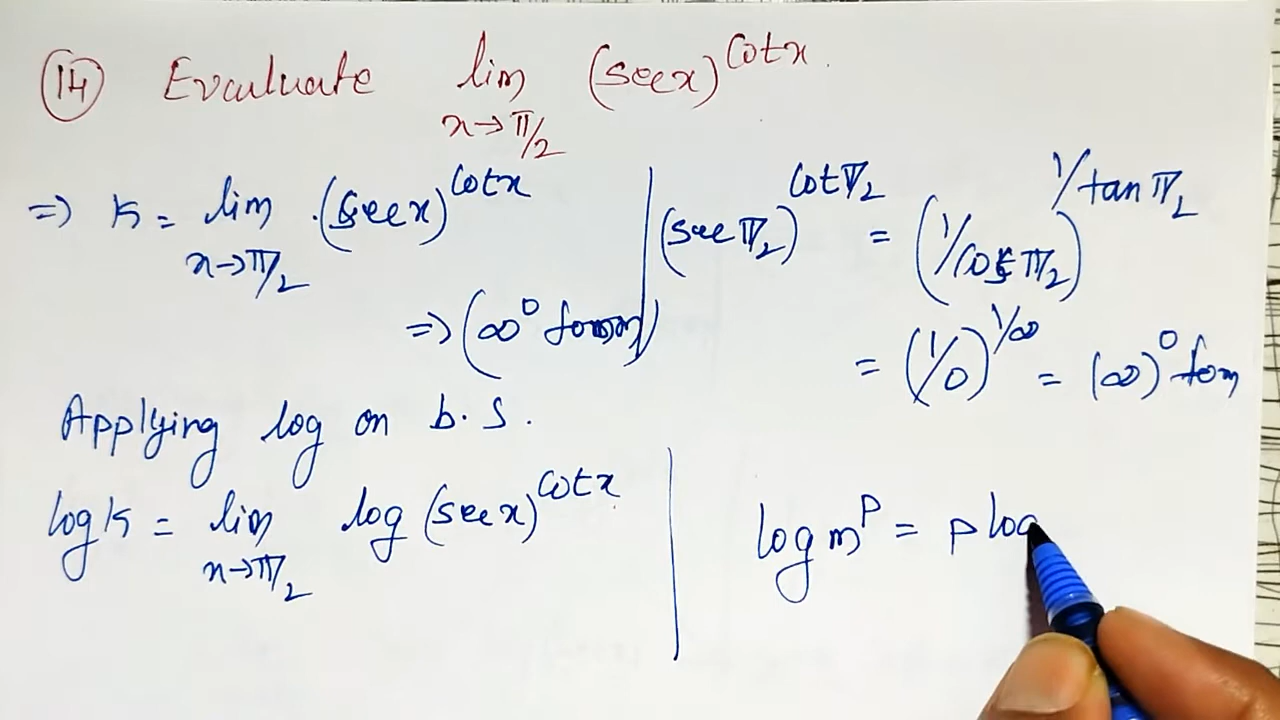 14 Evaluate lim x→π/2 (secx)^cotx.
⇒ K = lim x→π/2 .(secx)^cotx
⇒ (∞^0 form)
(sec π/2)^cot π/2 = (1/cos π/2)^1/tan π/2
= (1/0)^1/∞ = (∞)^0 fom
Applying log on b.s.
log K = lim x→π/2 log (secx)^cotx
log m^p = p log